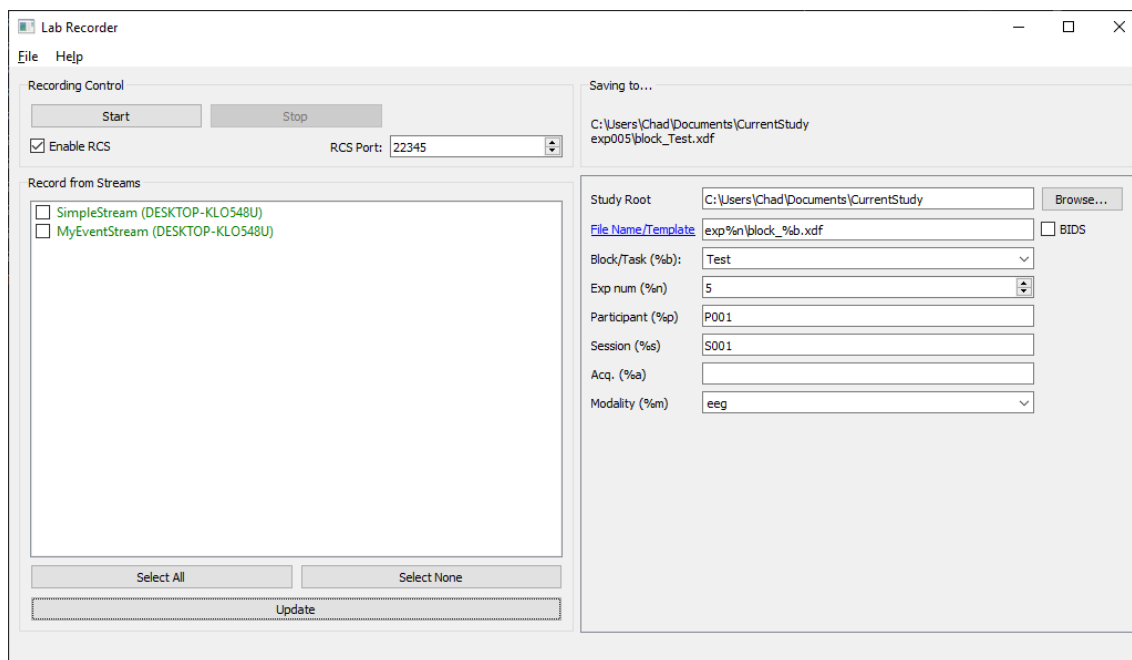 Lab Recorder
File Help
Recording Control
Start Stop
Enable RCS RCS Port: 22345
Record from Streams
SimpleStream (DESKTOP-KLO548U)
MyEventStream (DESKTOP-KLO548U)
Select All Select None
Update
Saving to...
C:\Users\Chad\Documents\CurrentStudy
exp005\block_Test.xdf
Study Root C:\Users\Chad\Documents\CurrentStudy Browse...
File Name/Template exp%n\block_%b.xdf BIDS
Block/Task (%b): Test
Exp num (%n) 5
Participant (%p) P001
Session (%s) S001
Acq. (%a)
Modality (%m) eeg